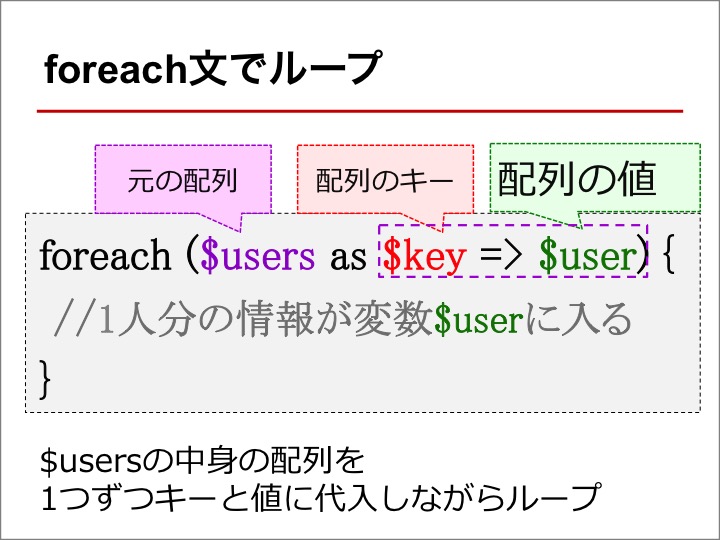 foreach文でループ
元の配列
配列のキー
配列の値
foreach ($users as $key => $user) {
//1人分の情報が変数$userに入る
}
$usersの中身の配列を
1つずつキーと値に代入しながらループ